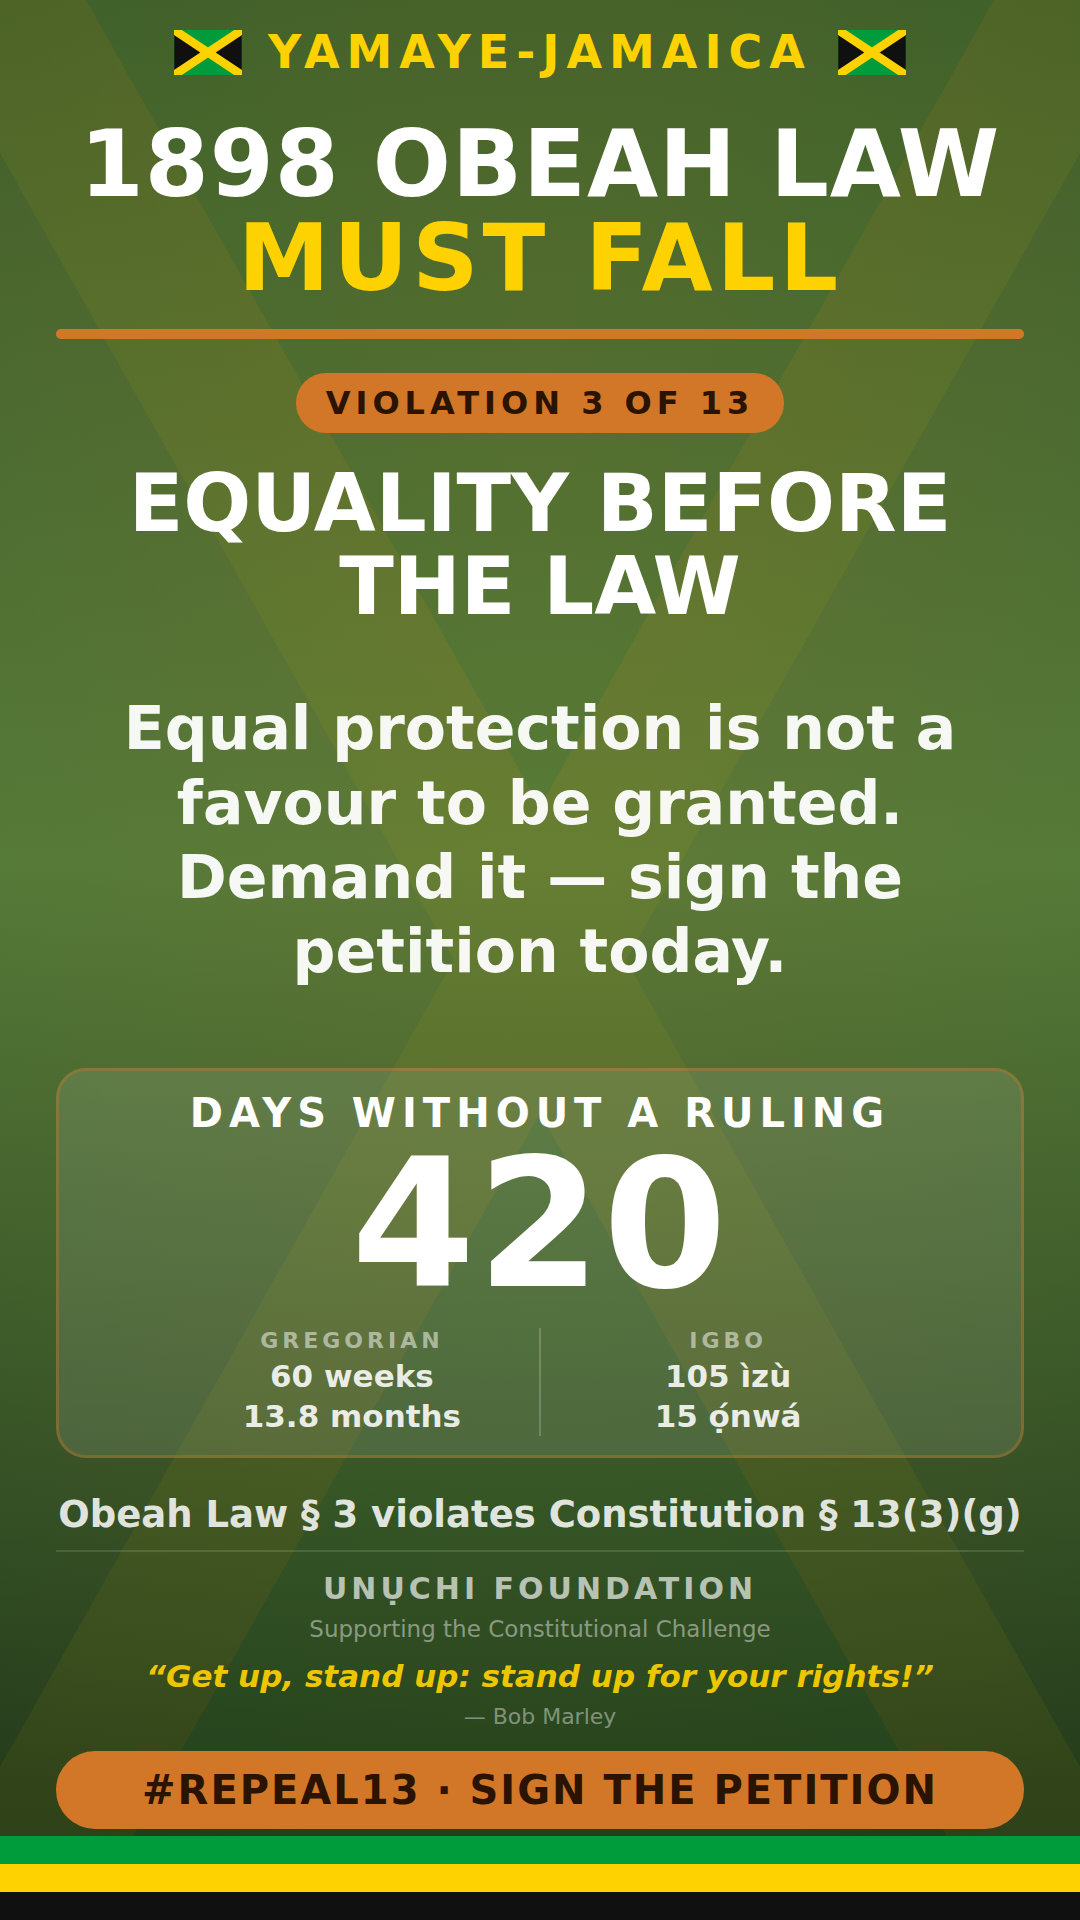 YAMAYE-JAMAICA
1898 OBEAH LAW
MUST FALL
VIOLATION 3 OF 13
EQUALITY BEFORE
THE LAW
Equal protection is not a
favour to be granted.
Demand it — sign the
petition today.
DAYS WITHOUT A RULING
420
GREGORIAN
60 weeks
13.8 months
IGBO
105 ìzù
15 ọ́nwá
Obeah Law § 3 violates Constitution § 13(3)(g)
UNỤCHI FOUNDATION
Supporting the Constitutional Challenge
“Get up, stand up: stand up for your rights!”
— Bob Marley
#REPEAL13 · SIGN THE PETITION